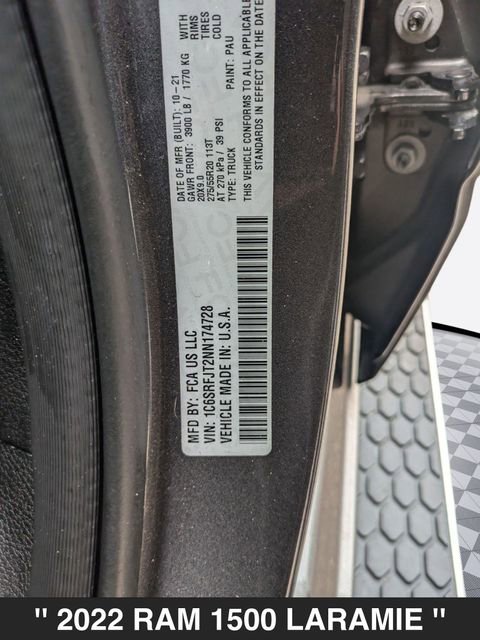 MFD BY: FCA US LLC
DATE OF MFR (BUILT): 10-21
GAWR FRONT: 3900 LB / 1770 KG
WITH
20X9.0
RIMS
275/55R20 113T
TIRES
AT 270 kPa / 39 PSI
COLD
TYPE: TRUCK
PAINT: PAU
THIS VEHICLE CONFORMS TO ALL APPLICABLE
STANDARDS IN EFFECT ON
VIN: 1C6SRFJT2NN174728
VEHICLE MADE IN: U.S.A.
" 2022 RAM 1500 LARAMIE "